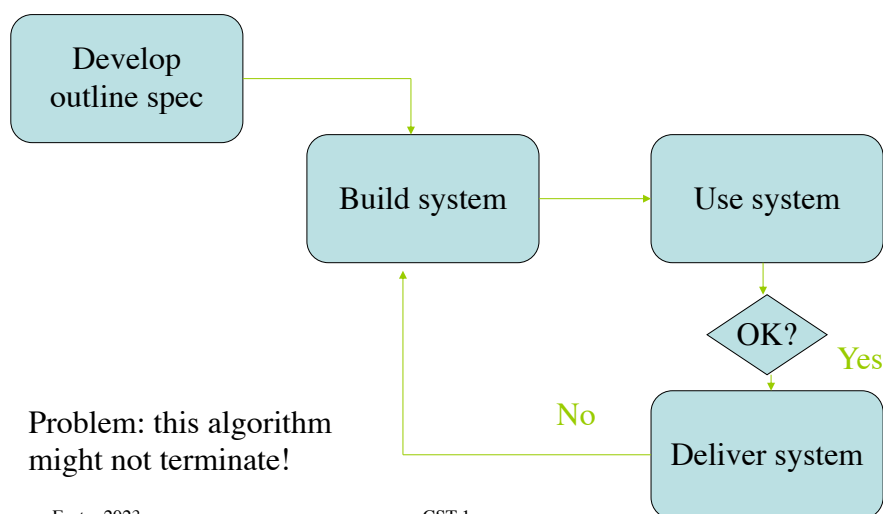 Develop
outline spec
Build system
Use system
OK?
Yes
No
Deliver system
Problem: this algorithm
might not terminate!